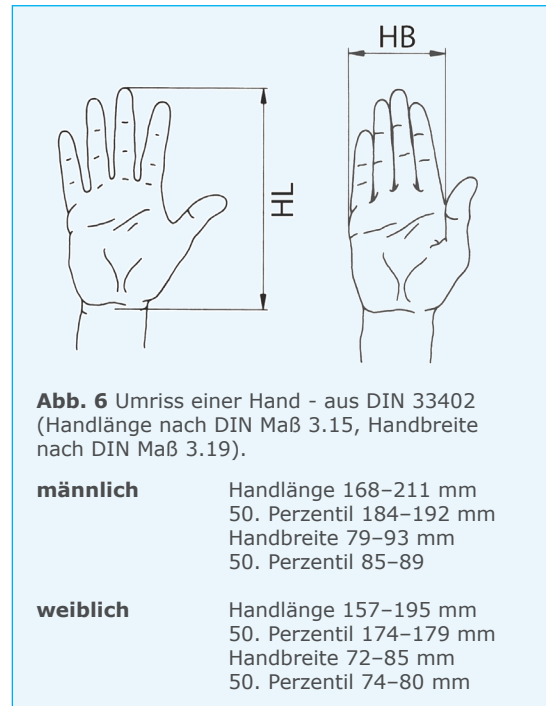 HB
HL
Abb. 6 Umriss einer Hand - aus DIN 33402
(Handlänge nach DIN Maß 3.15, Handbreite
nach DIN Maß 3.19).
männlich Handlänge 168–211 mm
50. Perzentil 184–192 mm
Handbreite 79–93 mm
50. Perzentil 85–89
weiblich Handlänge 157–195 mm
50. Perzentil 174–179 mm
Handbreite 72–85 mm
50. Perzentil 74–80 mm